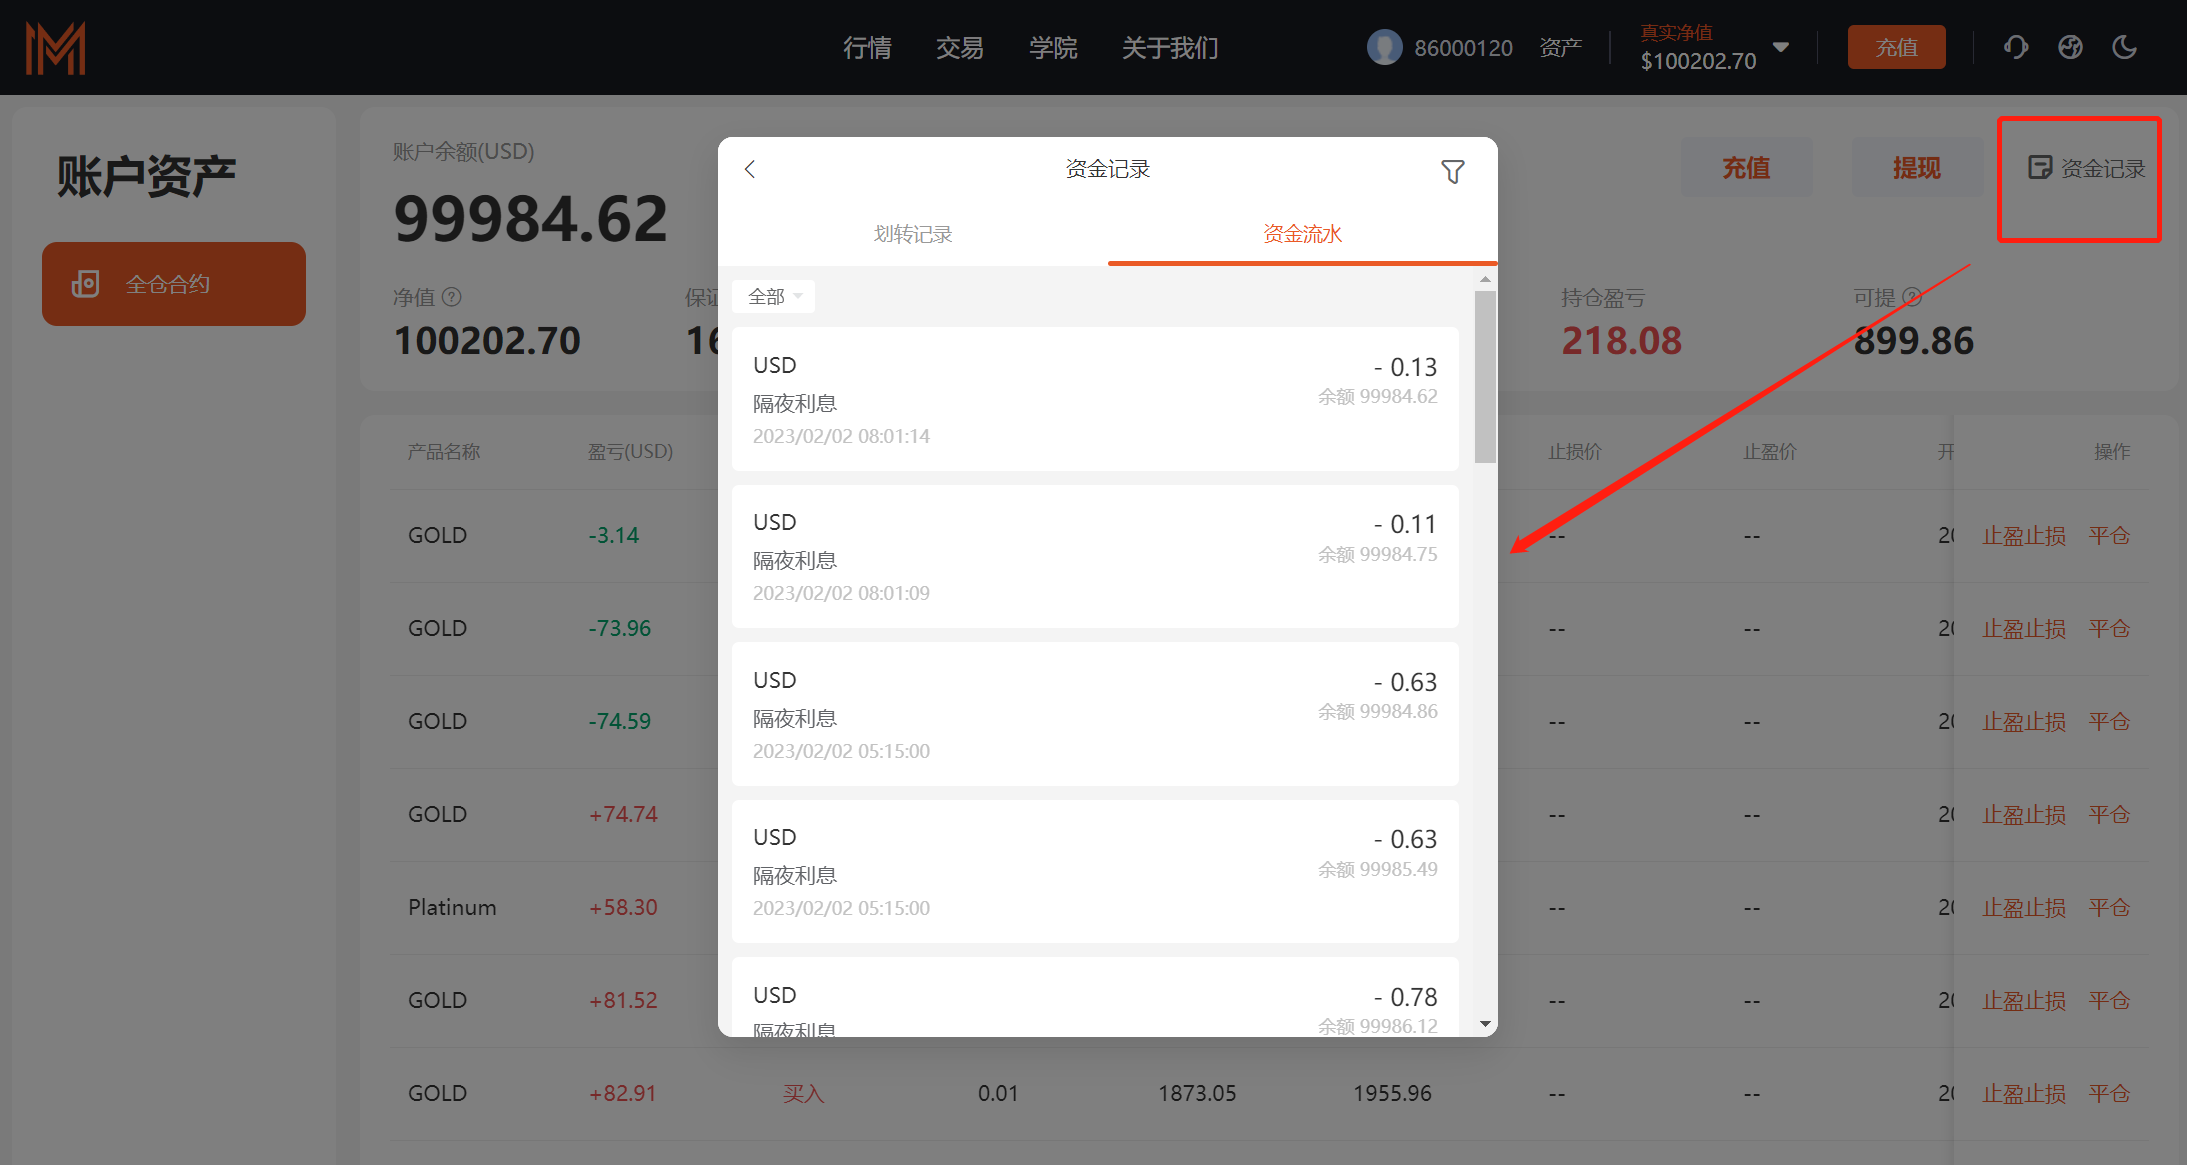 行情 交易 学院 关于我们 86000120 资产 真实净值 充值
$100202.70
账户资产
全仓合约
账户余额(USD)
99984.62
充值 提现 资金记录
净值 保证 持仓盈亏 可提
100202.70 16 218.08 899.86
产品名称 盈亏(USD) 止损价 止盈价 开 操作
GOLD -3.14 -- -- 20 止盈止损 平仓
GOLD -73.96 -- -- 20 止盈止损 平仓
GOLD -74.59 -- -- 20 止盈止损 平仓
GOLD +74.74 -- -- 20 止盈止损 平仓
Platinum +58.30 -- -- 20 止盈止损 平仓
GOLD +81.52 -- -- 20 止盈止损 平仓
GOLD +82.91 买入 0.01 1873.05 1955.96 -- -- 20 止盈止损 平仓
资金记录
划转记录 资金流水
全部
USD - 0.13
隔夜利息 余额 99984.62
2023/02/02 08:01:14
USD - 0.11
隔夜利息 余额 99984.75
2023/02/02 08:01:09
USD - 0.63
隔夜利息 余额 99984.86
2023/02/02 05:15:00
USD - 0.63
隔夜利息 余额 99985.49
2023/02/02 05:15:00
USD - 0.78
隔夜利息 余额 99986.12